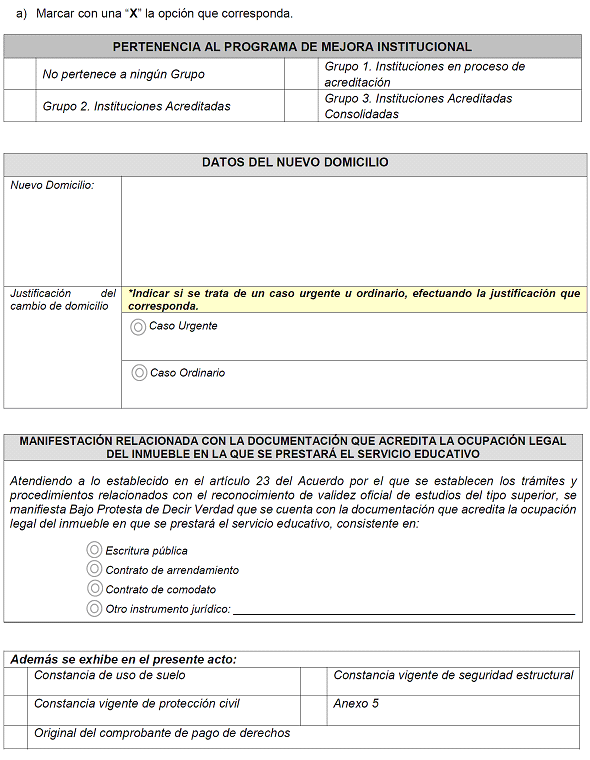 a) Marcar con una "X" la opción que corresponda.
PERTENENCIA AL PROGRAMA DE MEJORA INSTITUCIONAL
No pertenece a ningún Grupo
Grupo 1. Instituciones en proceso de
acreditación
Grupo 2. Instituciones Acreditadas
Grupo 3. Instituciones Acreditadas
Consolidadas
DATOS DEL NUEVO DOMICILIO
Nuevo Domicilio:
Justificación del
cambio de domicilio
*Indicar si se trata de un caso urgente u ordinario, efectuando la justificación que
corresponda.
Caso Urgente
Caso Ordinario
MANIFESTACIÓN RELACIONADA CON LA DOCUMENTACIÓN QUE ACREDITA LA OCUPACIÓN LEGAL
DEL INMUEBLE EN LA QUE SE PRESTARÁ EL SERVICIO EDUCATIVO
Atendiendo a lo establecido en el artículo 23 del Acuerdo por el que se establecen los trámites y
procedimientos relacionados con el reconocimiento de validez oficial de estudios del tipo superior, se
manifiesta Bajo Protesta de Decir Verdad que se cuenta con la documentación que acredita la ocupación
legal del inmueble en que se prestará el servicio educativo, consistente en:
Escritura pública
Contrato de arrendamiento
Contrato de comodato
Otro instrumento jurídico:
Además se exhibe en el presente acto:
Constancia de uso de suelo
Constancia vigente de seguridad estructural
Constancia vigente de protección civil
Anexo 5
Original del comprobante de pago de derechos